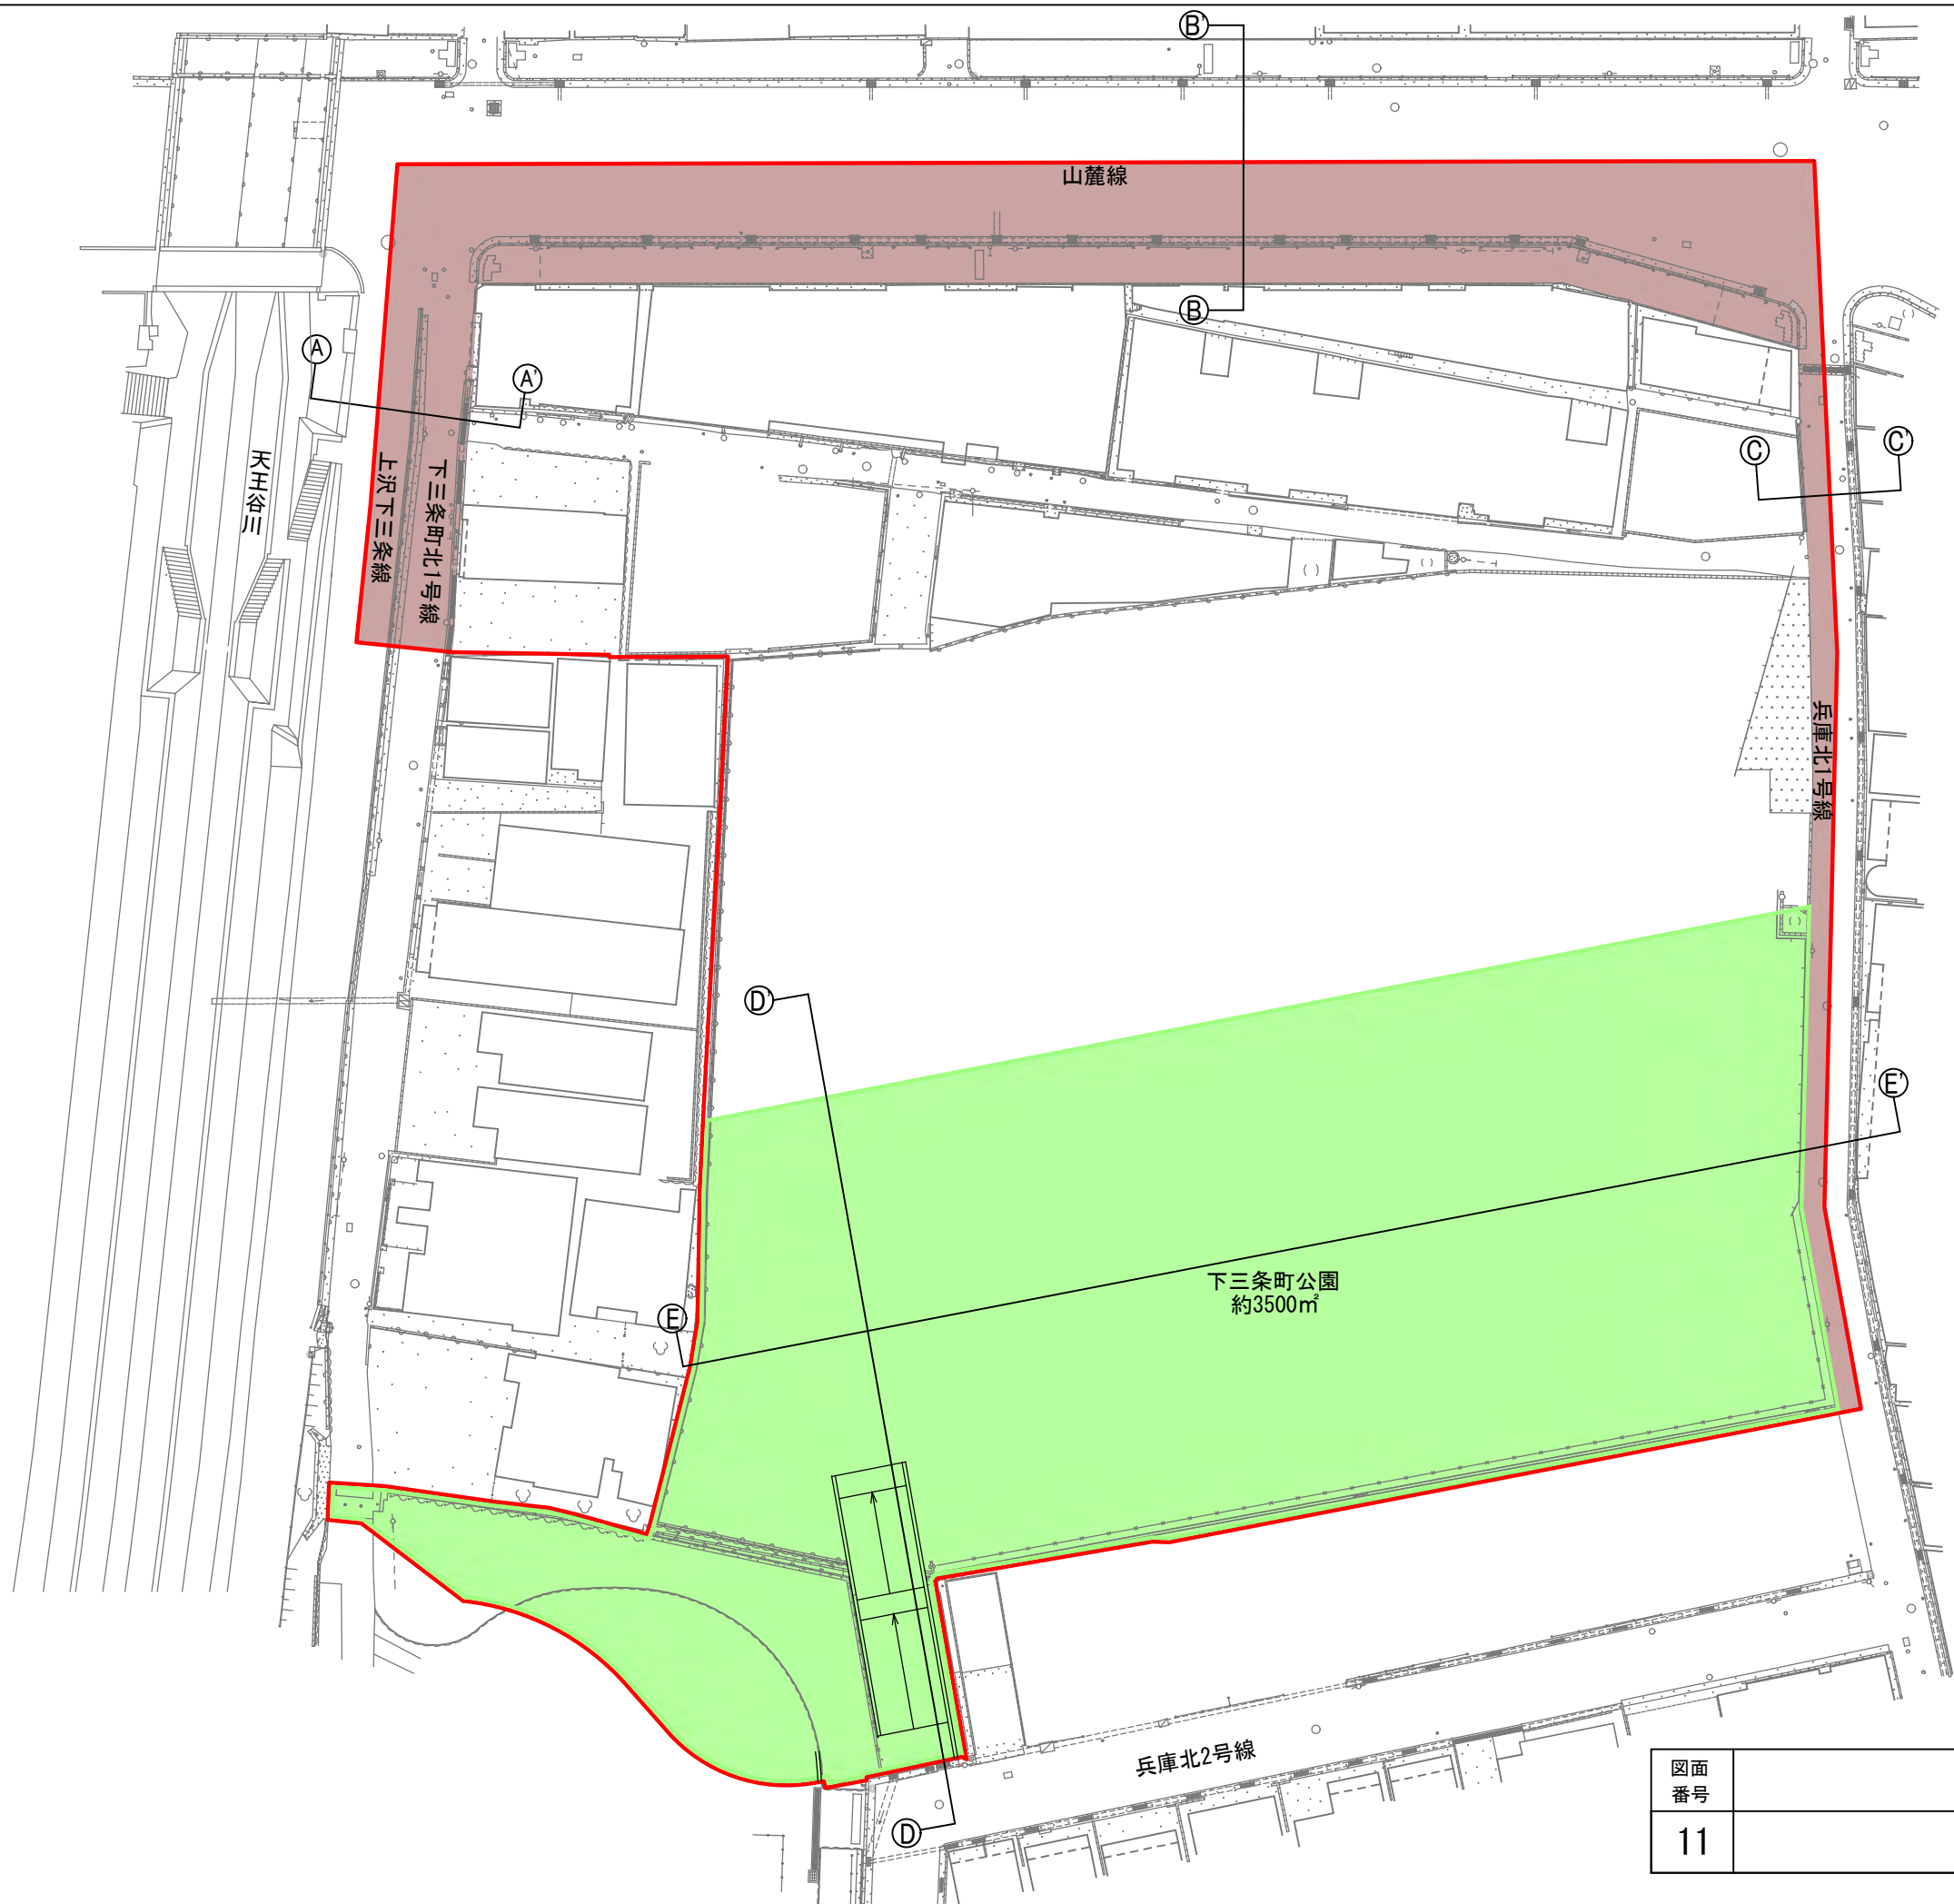 B'
山麓線
B
A
A'
C
C'
天王谷川
上沢下三条線
下三条町北1号線
兵庫北1号線
D'
E'
下三条町公園
約3500㎡
E
兵庫北2号線
D
図面
番号
11